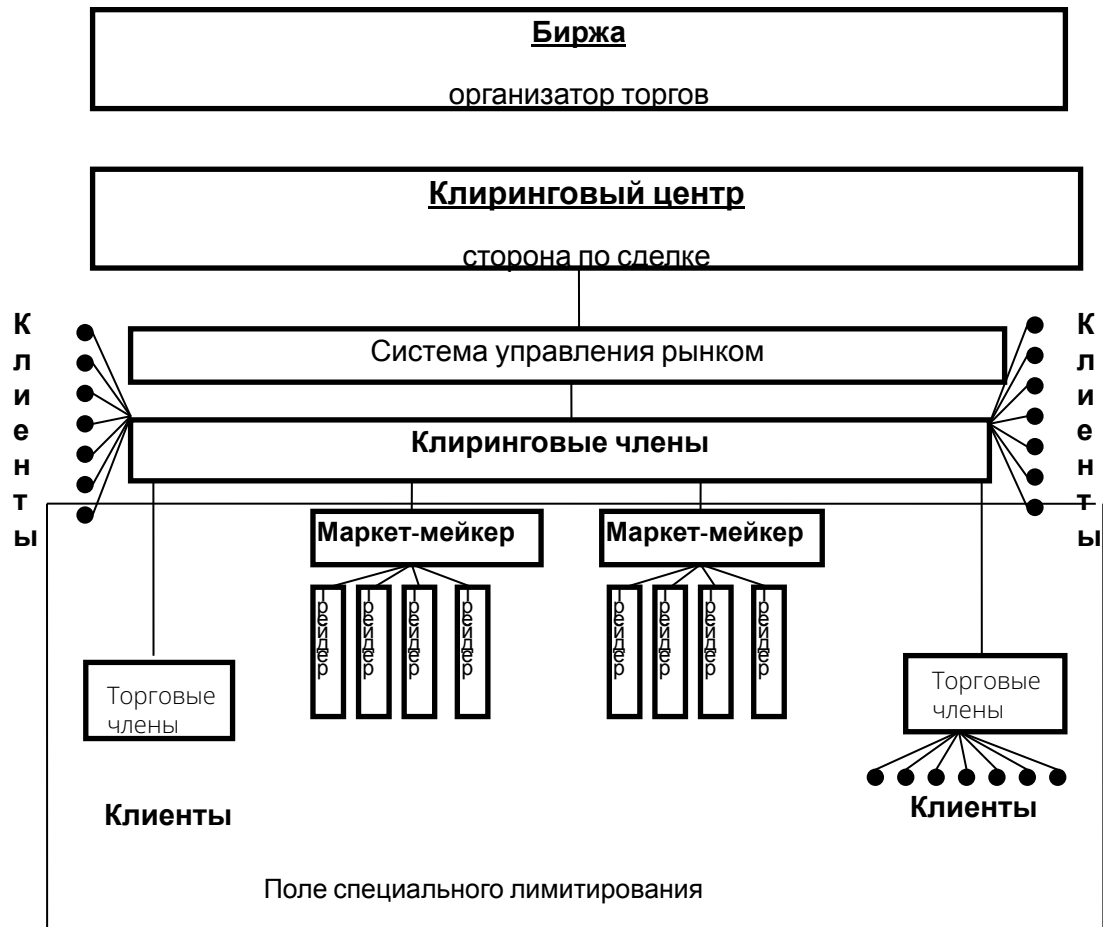 Биржа
организатор торгов
Клиринговый центр
сторона по сделке
Клиенты
Система управления рынком
Клиенты
Клиринговые члены
Маркет-мейкер
Маркет-мейкер
Трейдер
Трейдер
Трейдер
Трейдер
Трейдер
Трейдер
Трейдер
Трейдер
Торговые
члены
Торговые
члены
Клиенты
Клиенты
Поле специального лимитирования